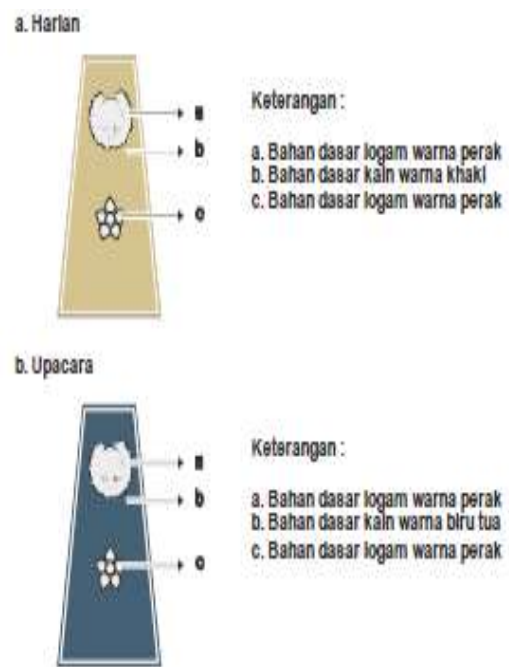 a. Harian
a
b
c
Keterangan :
a. Bahan dasar logam warna perak
b. Bahan dasar kain warna khaki
c. Bahan dasar logam warna perak
b. Upacara
a
b
c
Keterangan :
a. Bahan dasar logam warna perak
b. Bahan dasar kain warna biru tua
c. Bahan dasar logam warna perak